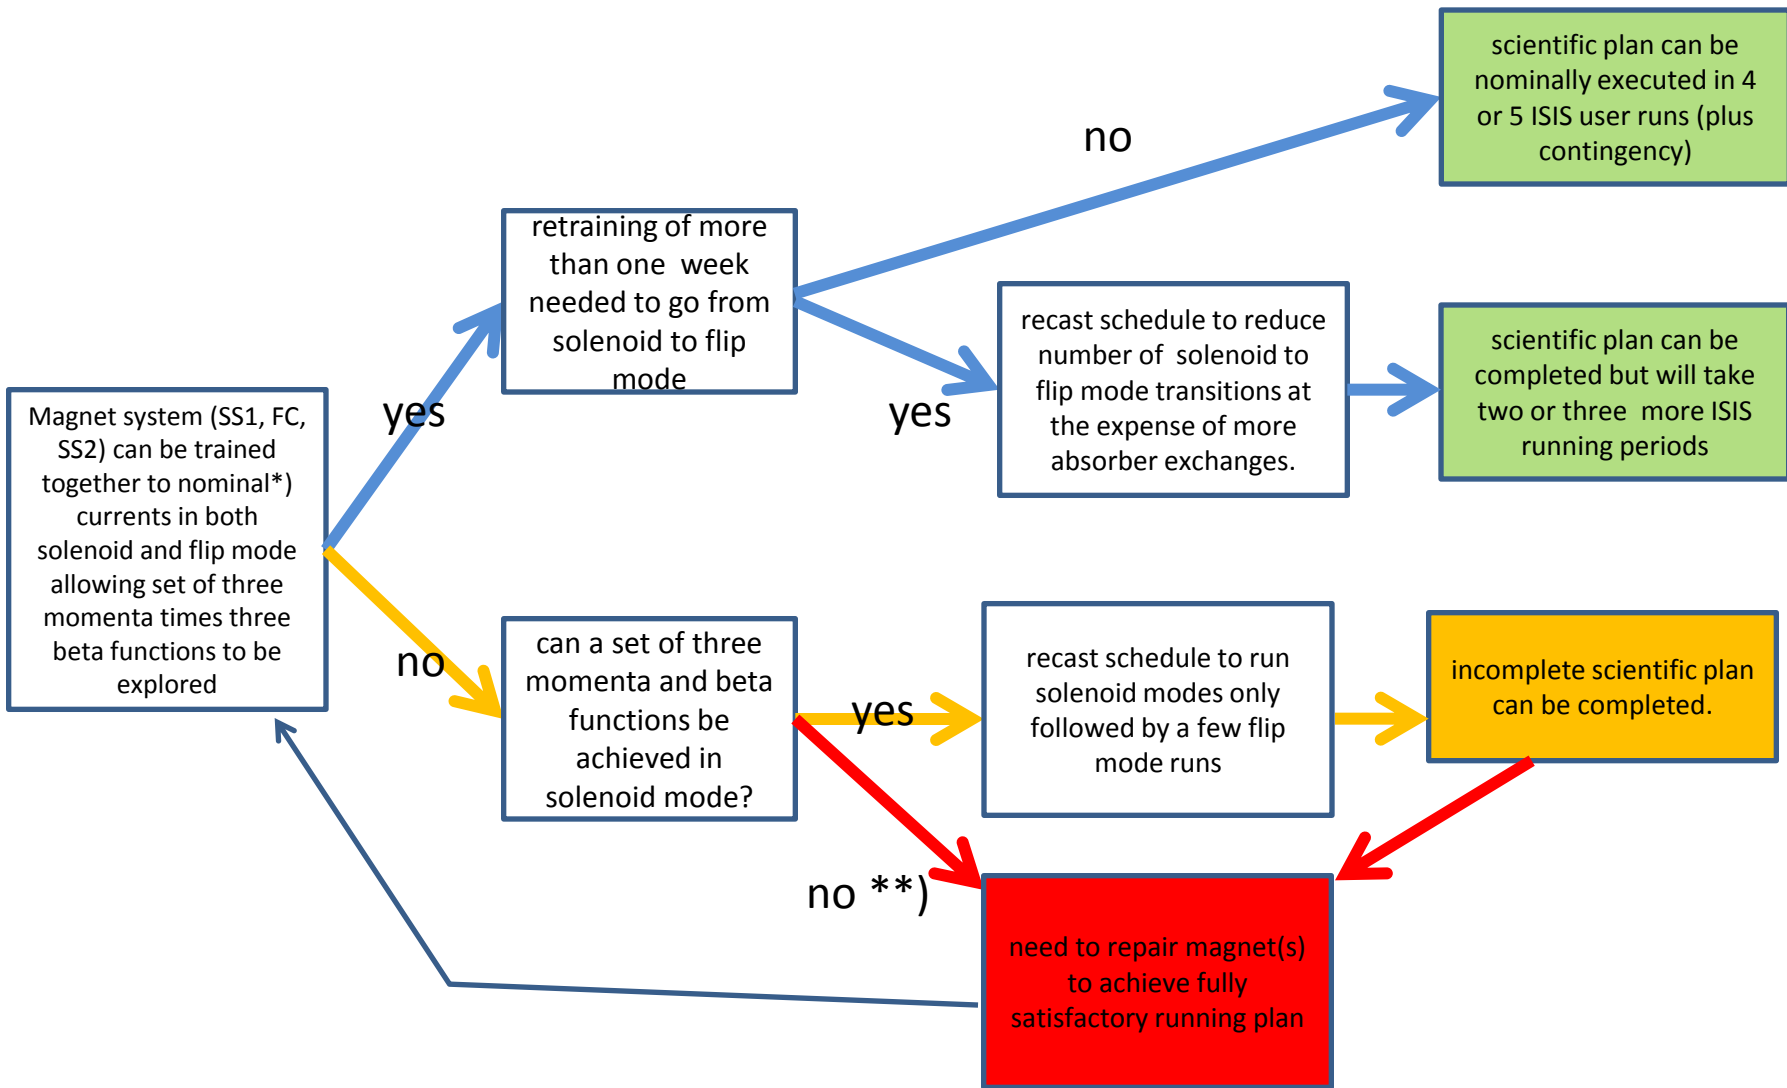 scientific plan can be
nominally executed in 4
or 5 ISIS user runs (plus
contingency)
no
retraining of more
than one week
needed to go from
solenoid to flip
mode
yes
recast schedule to reduce
number of solenoid to
flip mode transitions at
the expense of more
absorber exchanges.
yes
scientific plan can be
completed but will take
two or three more ISIS
running periods
Magnet system (SS1, FC,
SS2) can be trained
together to nominal*)
currents in both
solenoid and flip mode
allowing set of three
momenta times three
beta functions to be
explored
no
can a set of three
momenta and beta
functions be
achieved in
solenoid mode?
yes
recast schedule to run
solenoid modes only
followed by a few flip
mode runs
incomplete scientific plan
can be completed.
no **)
need to repair magnet(s)
to achieve fully
satisfactory running plan